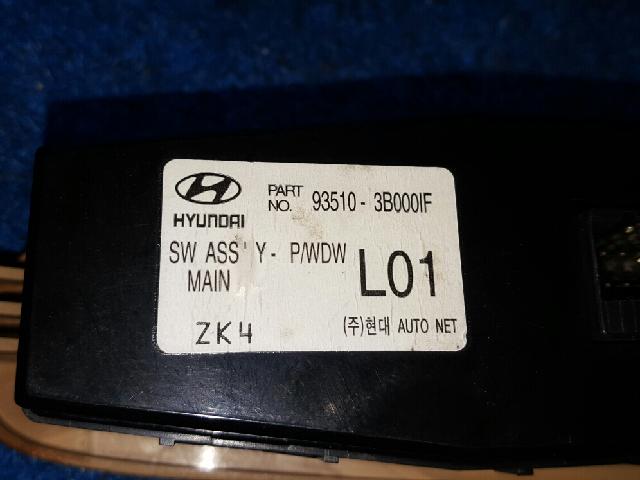 HYUNDAI
PART NO. 93510 - 3B000IF
SW ASS'Y - P/WDW
MAIN
L01
ZK4
(주)현대 AUTO NET